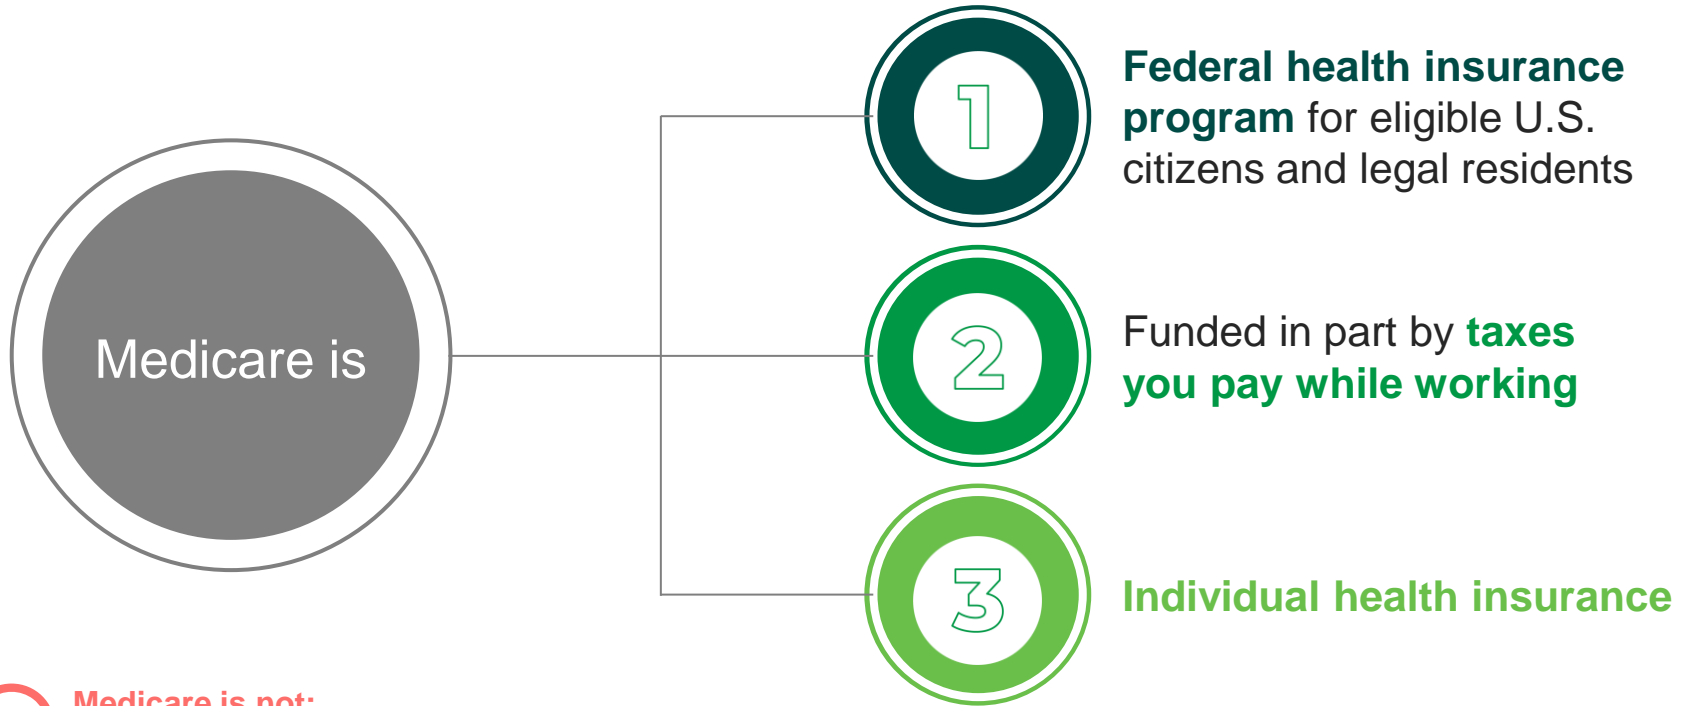 Medicare is
1
Federal health insurance
program for eligible U.S.
citizens and legal residents
2
Funded in part by taxes
you pay while working
3
Individual health insurance
Medicare is not: